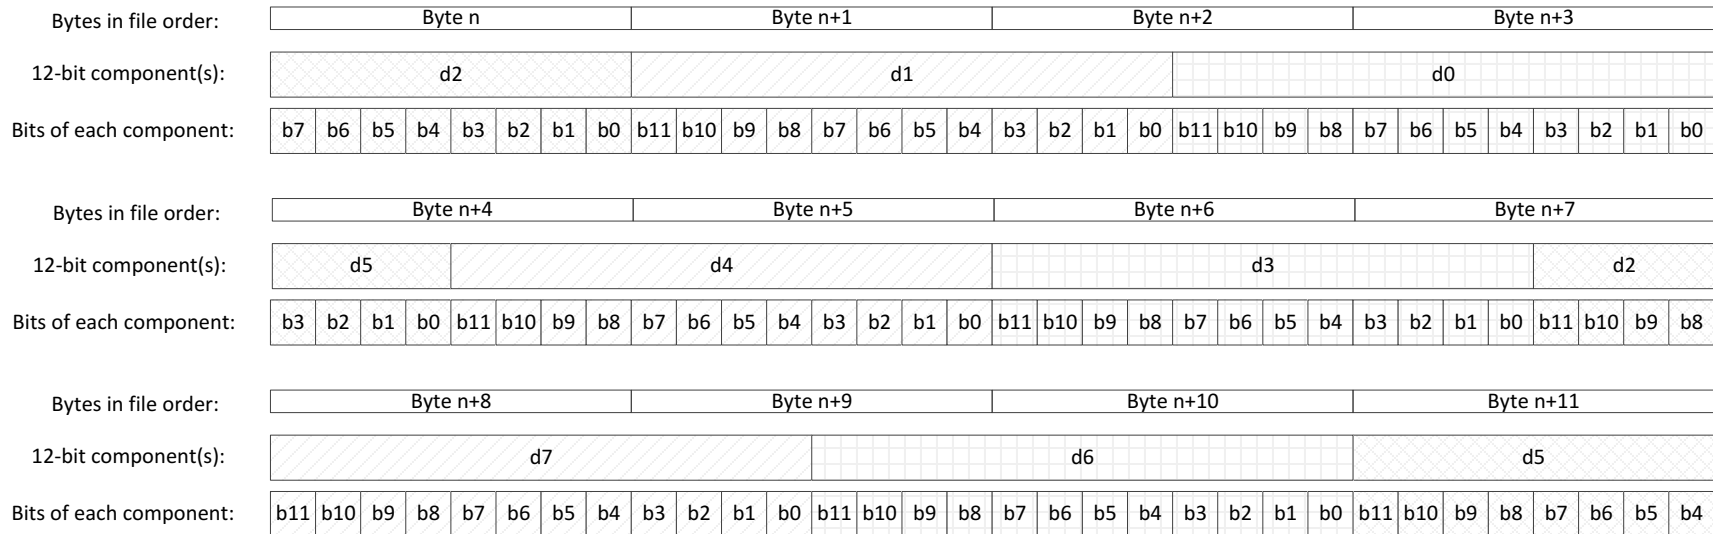 Bytes in file order: Byte n Byte n+1 Byte n+2 Byte n+3
12-bit component(s): d2 d1 d0
Bits of each component: b7 b6 b5 b4 b3 b2 b1 b0 b11 b10 b9 b8 b7 b6 b5 b4 b3 b2 b1 b0 b11 b10 b9 b8 b7 b6 b5 b4 b3 b2 b1 b0
Bytes in file order: Byte n+4 Byte n+5 Byte n+6 Byte n+7
12-bit component(s): d5 d4 d3 d2
Bits of each component: b3 b2 b1 b0 b11 b10 b9 b8 b7 b6 b5 b4 b3 b2 b1 b0 b11 b10 b9 b8 b7 b6 b5 b4 b3 b2 b1 b0 b11 b10 b9 b8
Bytes in file order: Byte n+8 Byte n+9 Byte n+10 Byte n+11
12-bit component(s): d7 d6 d5
Bits of each component: b11 b10 b9 b8 b7 b6 b5 b4 b3 b2 b1 b0 b11 b10 b9 b8 b7 b6 b5 b4 b3 b2 b1 b0 b11 b10 b9 b8 b7 b6 b5 b4